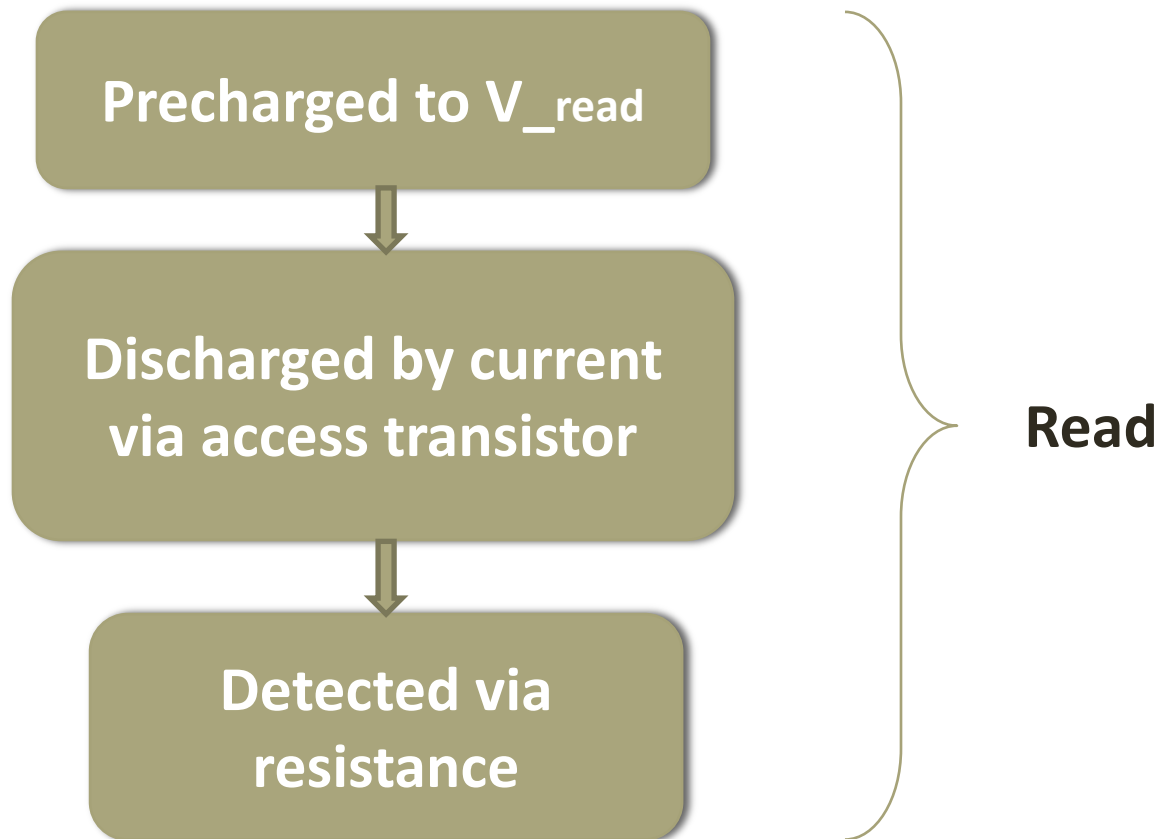 Precharged to V_read
Discharged by current
via access transistor
Read
Detected via
resistance